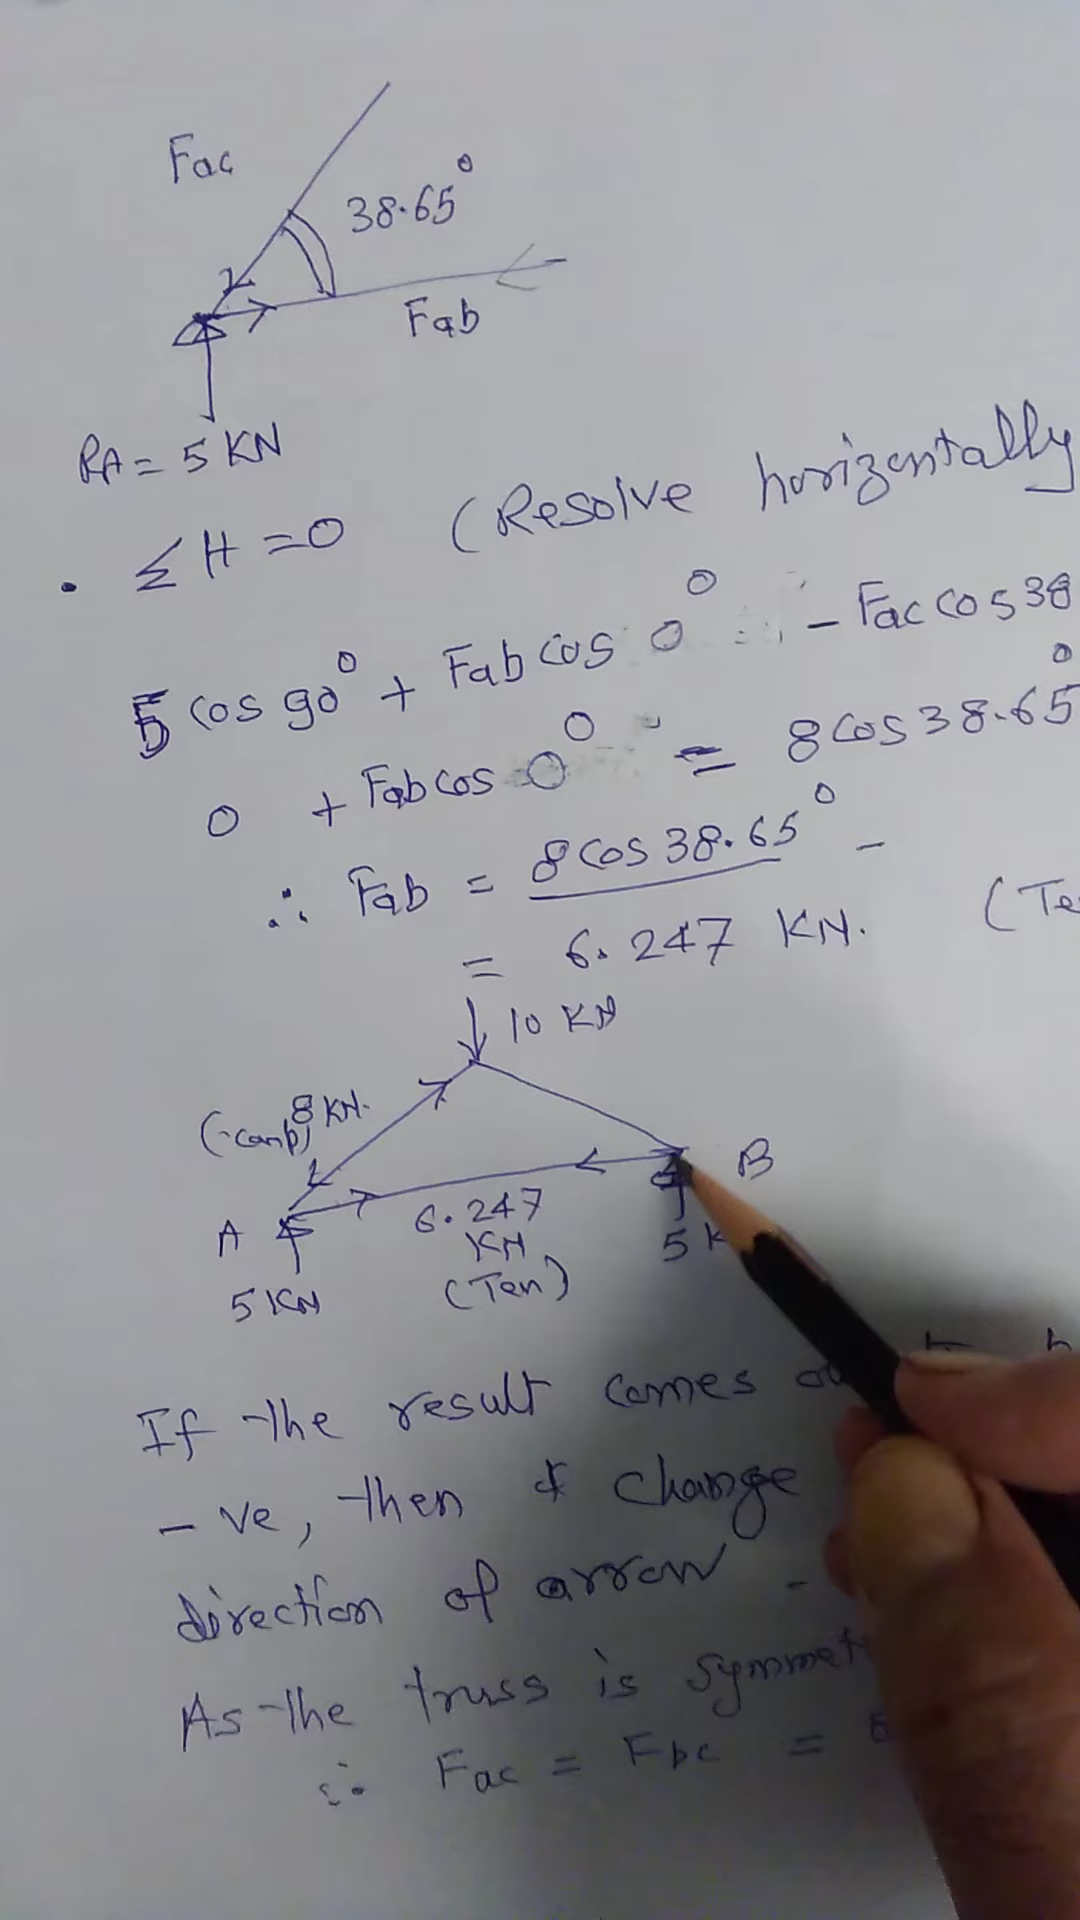 Fac
38.65°
Fab
RA = 5 KN
• ΣH = 0 (Resolve horizontally
5 cos 90° + Fab cos 0° - Fac cos 38
0 + Fab cos 0° = 8 cos 38.65°
∴ Fab = 8 cos 38.65°
= 6.247 KN.
10 KN
8 KN.
(comp)
A
B
6.247
KN
(Ten)
5 KN
5 K
If the result comes
- ve, then & change
direction of arrow -
As the truss is symmet
∴ Fac = Fbc =